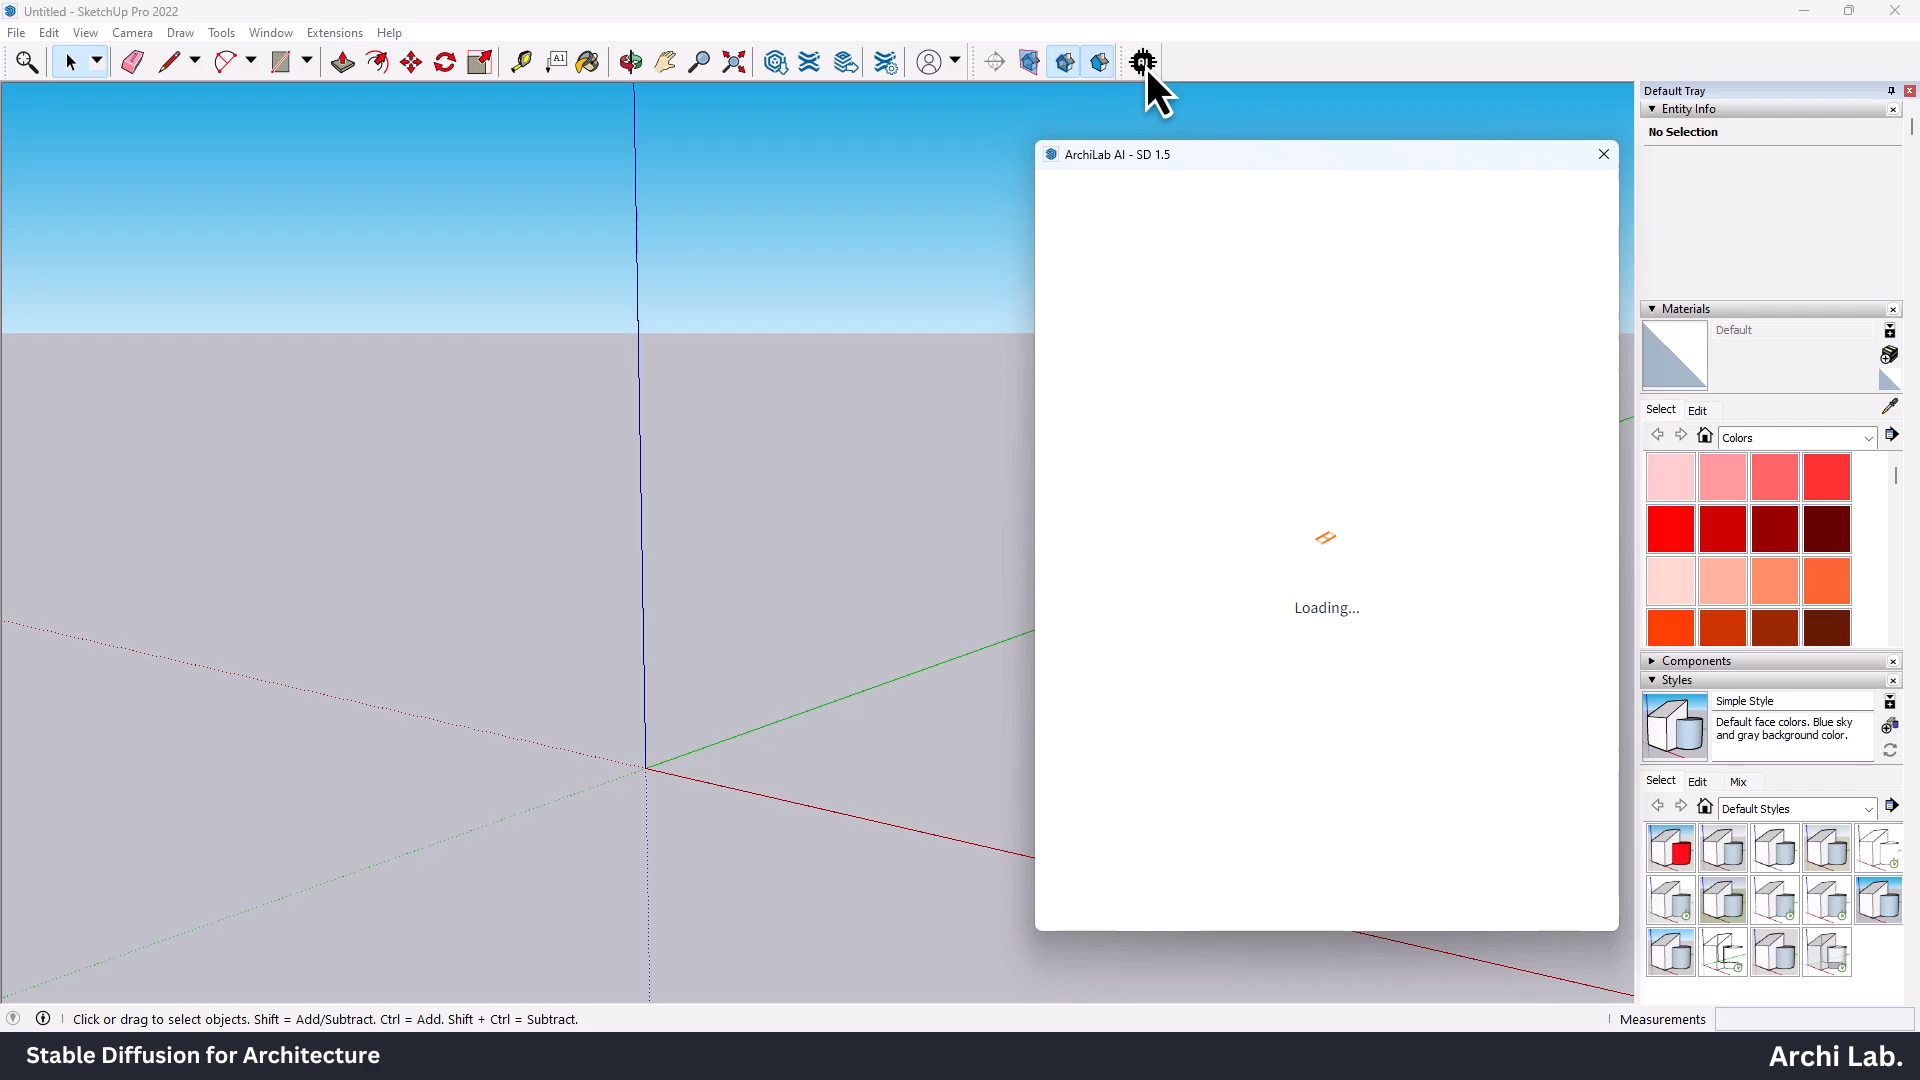 Untitled - SketchUp Pro 2022
File Edit View Camera Draw Tools Window Extensions Help
A1
AI
Default Tray
Entity Info
No Selection
ArchiLab AI - SD 1.5
Loading...
Materials
Default
Select Edit
Colors
Components
Styles
Simple Style
Default face colors. Blue sky
and gray background color.
Select Edit Mix
Default Styles
Click or drag to select objects. Shift = Add/Subtract. Ctrl = Add. Shift + Ctrl = Subtract.
Measurements
Stable Diffusion for Architecture
Archi Lab.